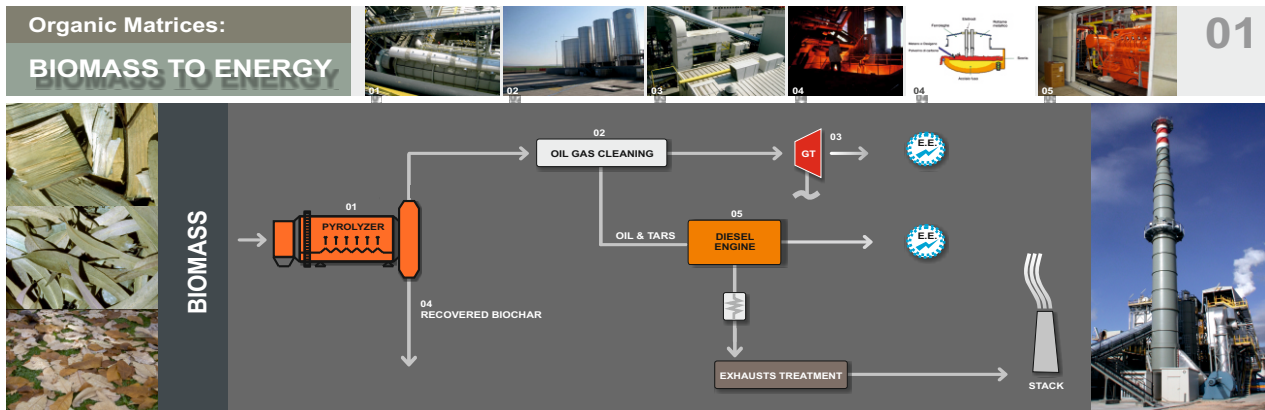 Organic Matrices:
BIOMASS TO ENERGY
01
02
03
04
04
05
01
BIOMASS
01
PYROLYZER
02
OIL GAS CLEANING
GT
03
E.E.
OIL & TARS
05
DIESEL
ENGINE
E.E.
04
RECOVERED BIOCHAR
EXHAUSTS TREATMENT
STACK